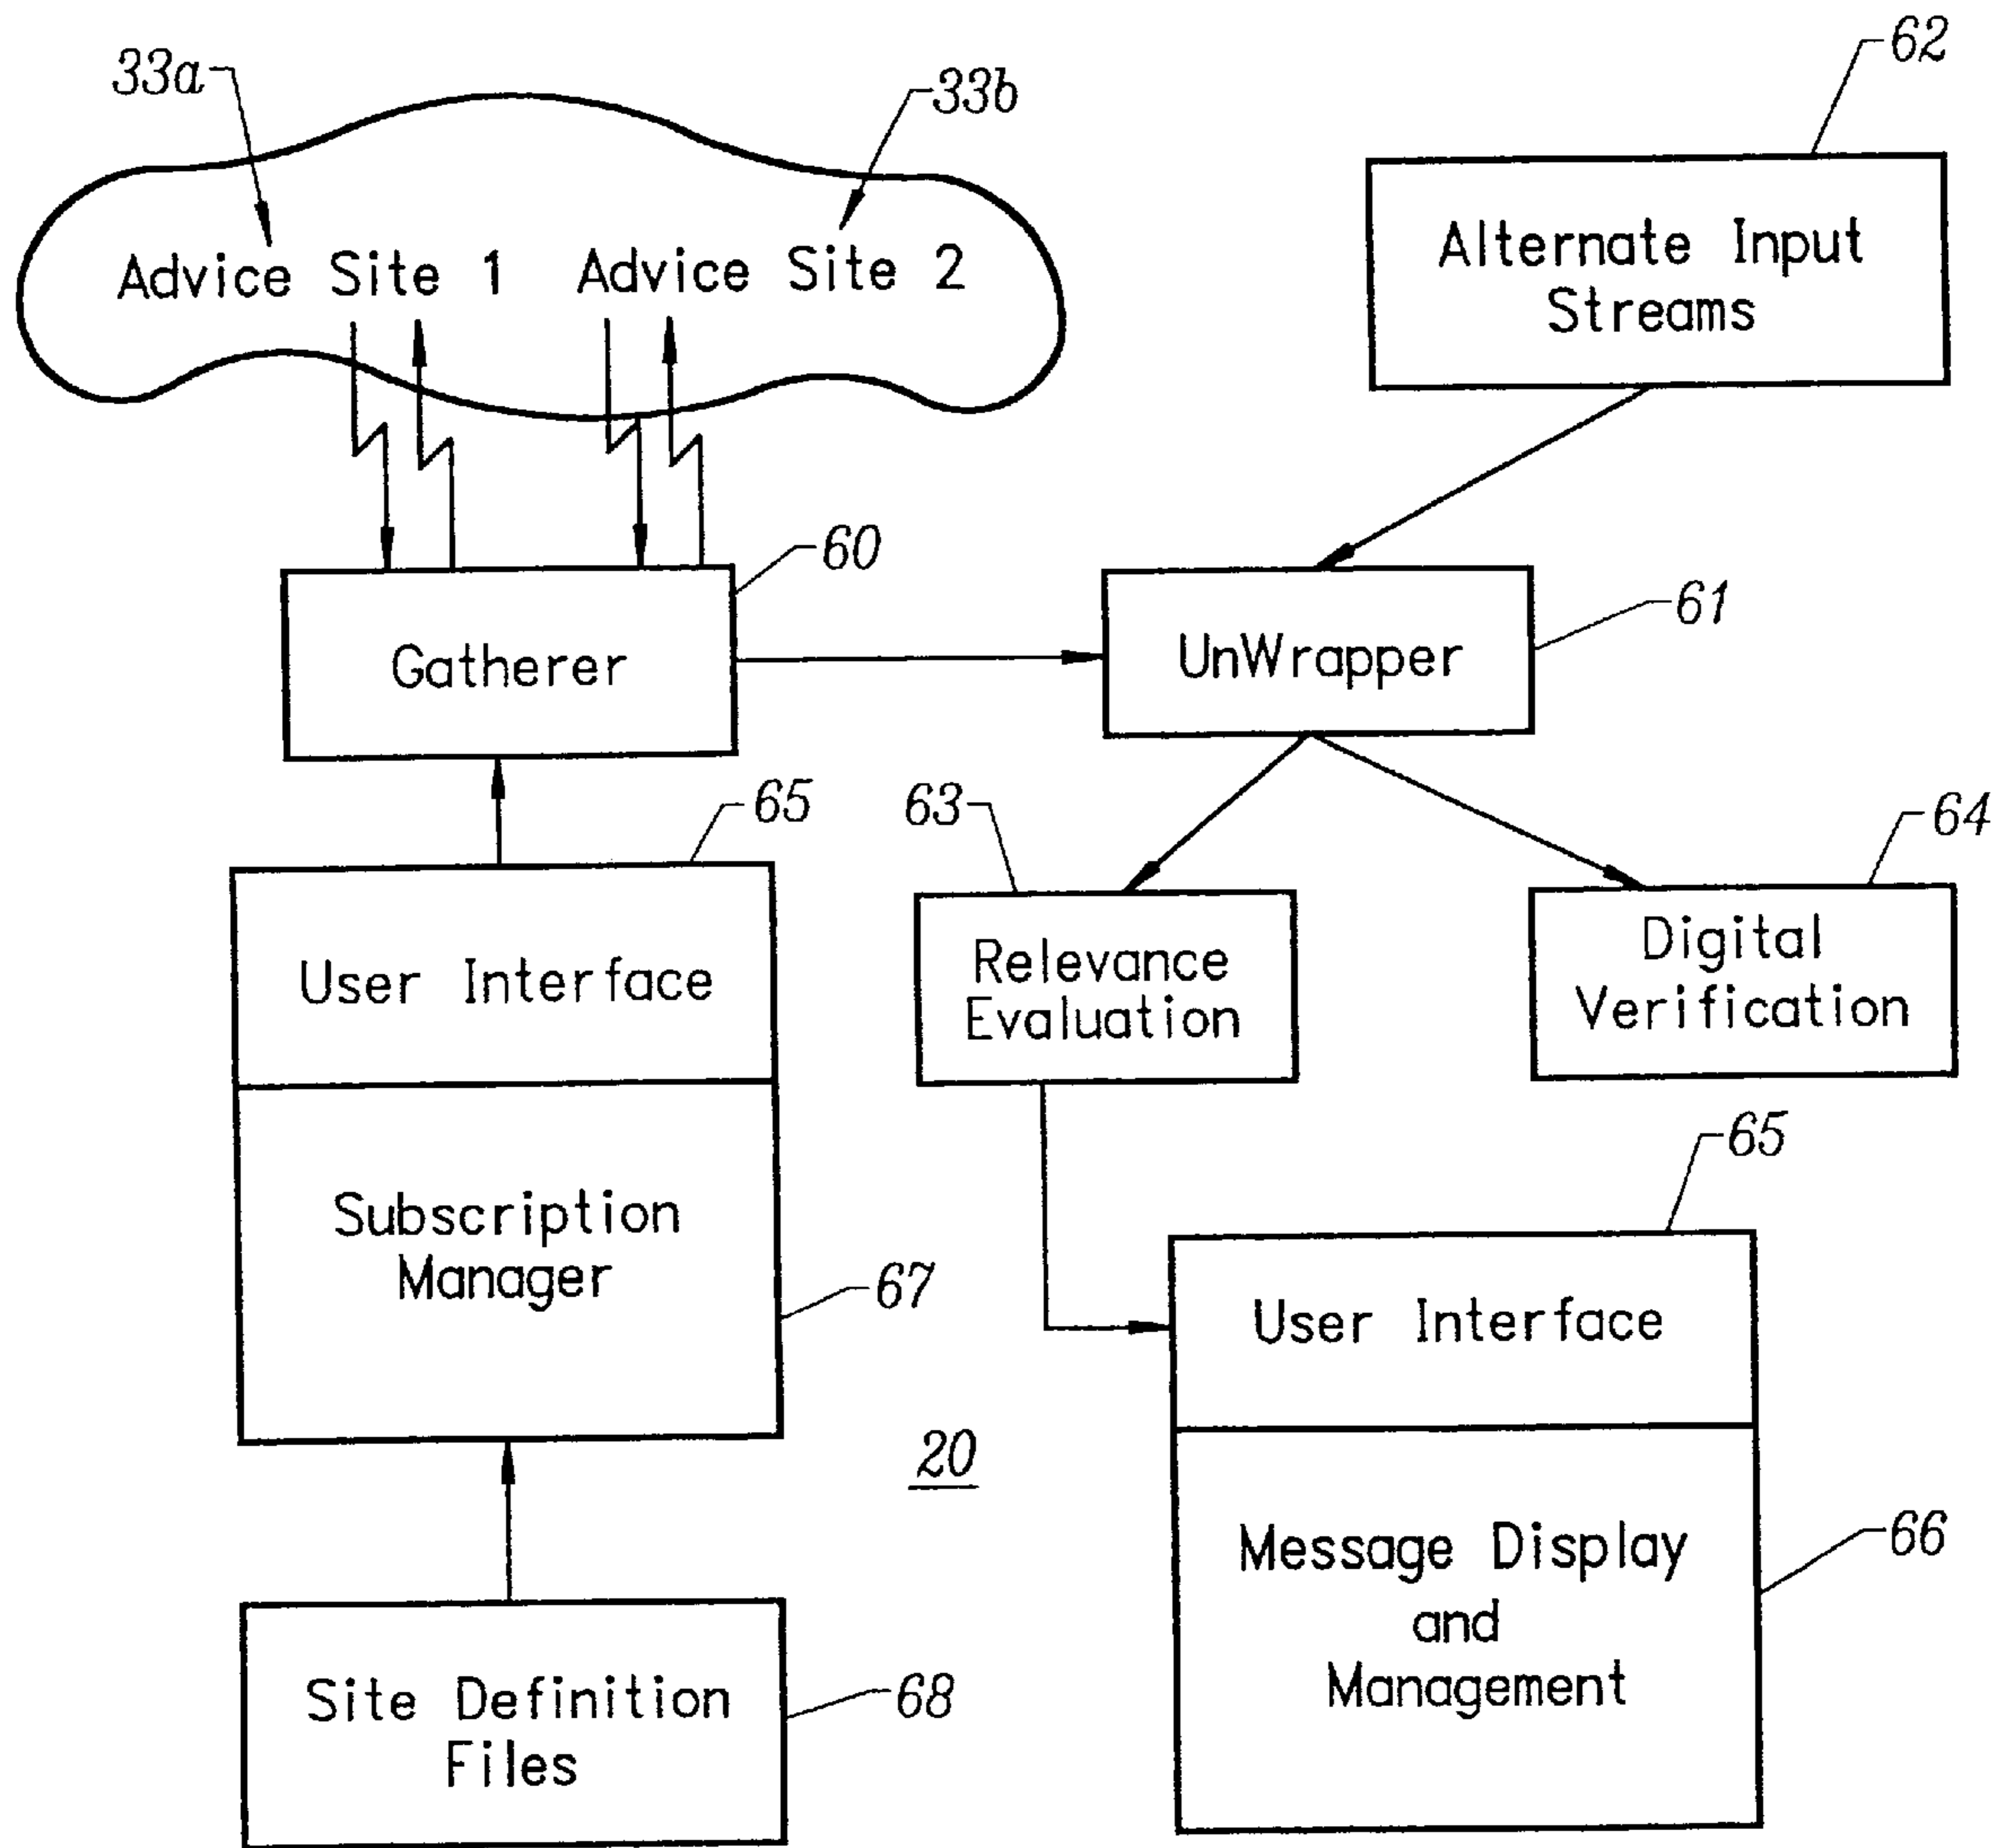 62
33a
33b
Alternate Input
Streams
Advice Site 1
Advice Site 2
60
61
Gatherer
UnWrapper
65
63
64
User Interface
Relevance
Evaluation
Digital
Verification
65
Subscription
Manager
67
User Interface
20
Message Display
and
Management
66
Site Definition
Files
68